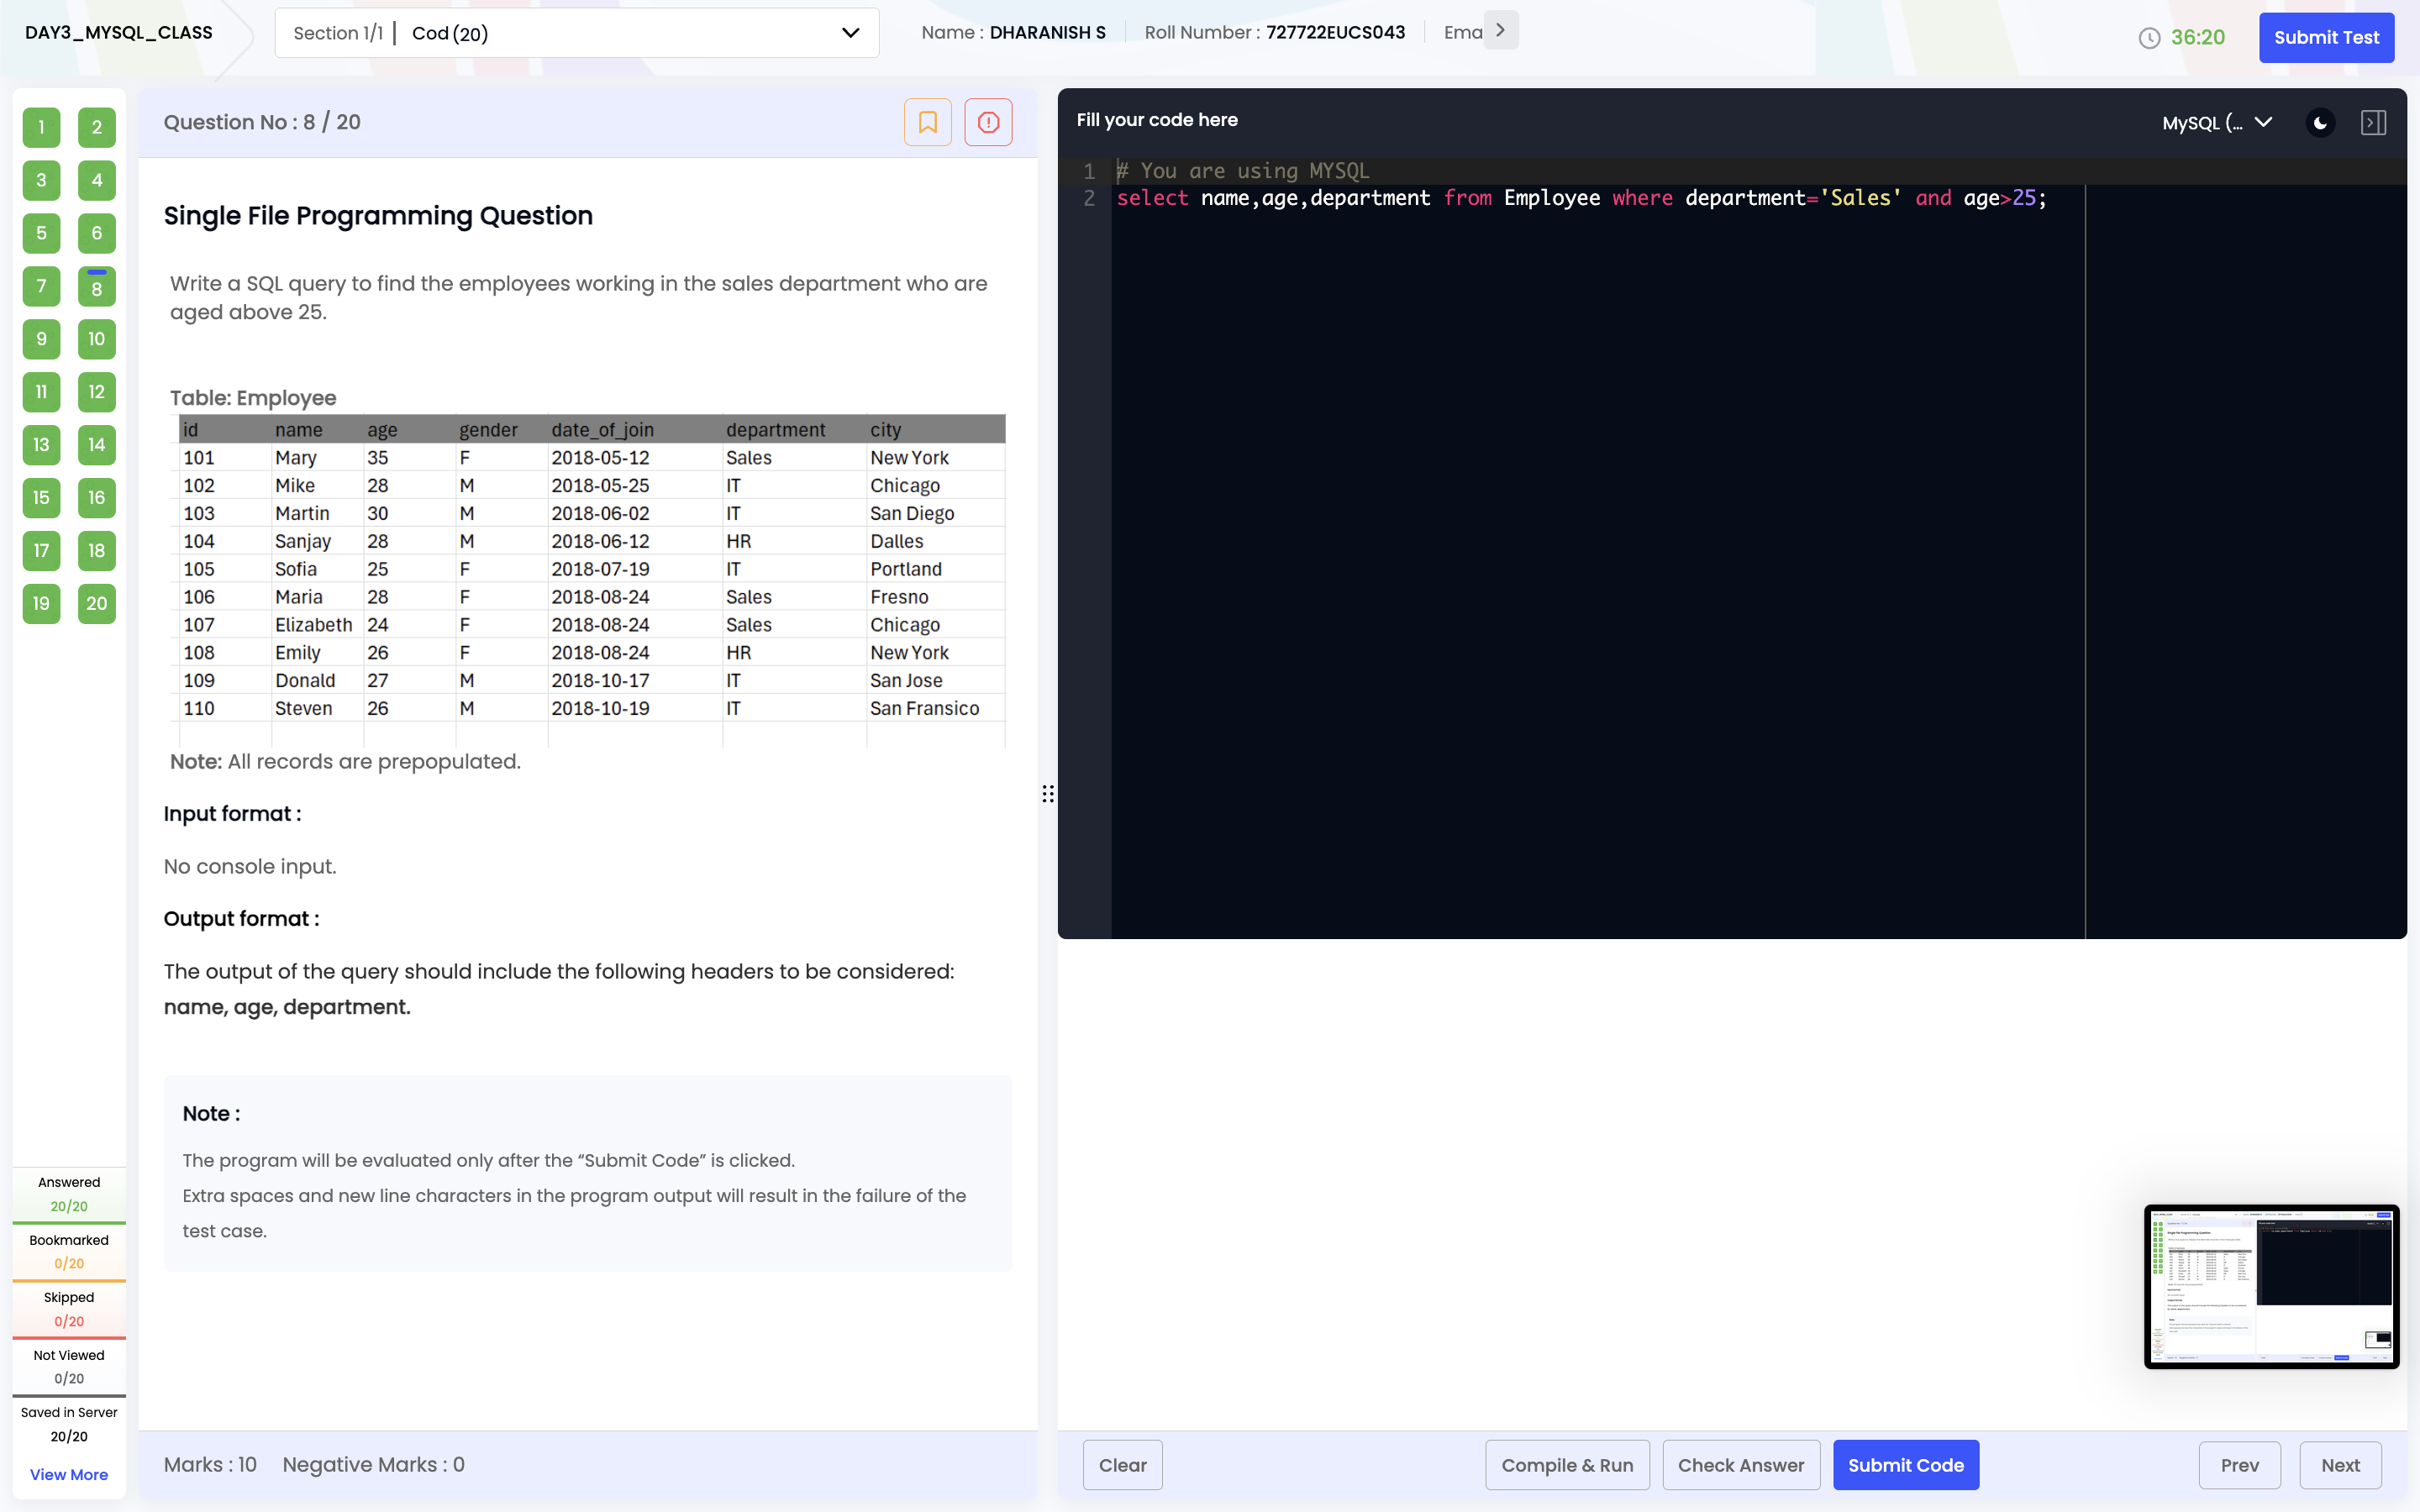 DAY3_MYSQL_CLASS
Section 1/1 | Cod (20)
Name : DHARANISH S
Roll Number : 727722EUCS043
Ema
36:20
Submit Test
1 2
3 4
5 6
7 8
9 10
11 12
13 14
15 16
17 18
19 20
Answered
20/20
Bookmarked
0/20
Skipped
0/20
Not Viewed
0/20
Saved in Server
20/20
View More
Question No : 8 / 20
Single File Programming Question
Write a SQL query to find the employees working in the sales department who are
aged above 25.
Table: Employee
id name age gender date_of_join department city
101 Mary 35 F 2018-05-12 Sales New York
102 Mike 28 M 2018-05-25 IT Chicago
103 Martin 30 M 2018-06-02 IT San Diego
104 Sanjay 28 M 2018-06-12 HR Dalles
105 Sofia 25 F 2018-07-19 IT Portland
106 Maria 28 F 2018-08-24 Sales Fresno
107 Elizabeth 24 F 2018-08-24 Sales Chicago
108 Emily 26 F 2018-08-24 HR New York
109 Donald 27 M 2018-10-17 IT San Jose
110 Steven 26 M 2018-10-19 IT San Fransico
Note: All records are prepopulated.
Input format :
No console input.
Output format :
The output of the query should include the following headers to be considered:
name, age, department.
Note :
The program will be evaluated only after the “Submit Code” is clicked.
Extra spaces and new line characters in the program output will result in the failure of the
test case.
Marks : 10 Negative Marks : 0
Fill your code here
MySQL (...
1 # You are using MYSQL
2 select name,age,department from Employee where department='Sales' and age>25;
Clear
Compile & Run
Check Answer
Submit Code
Prev
Next